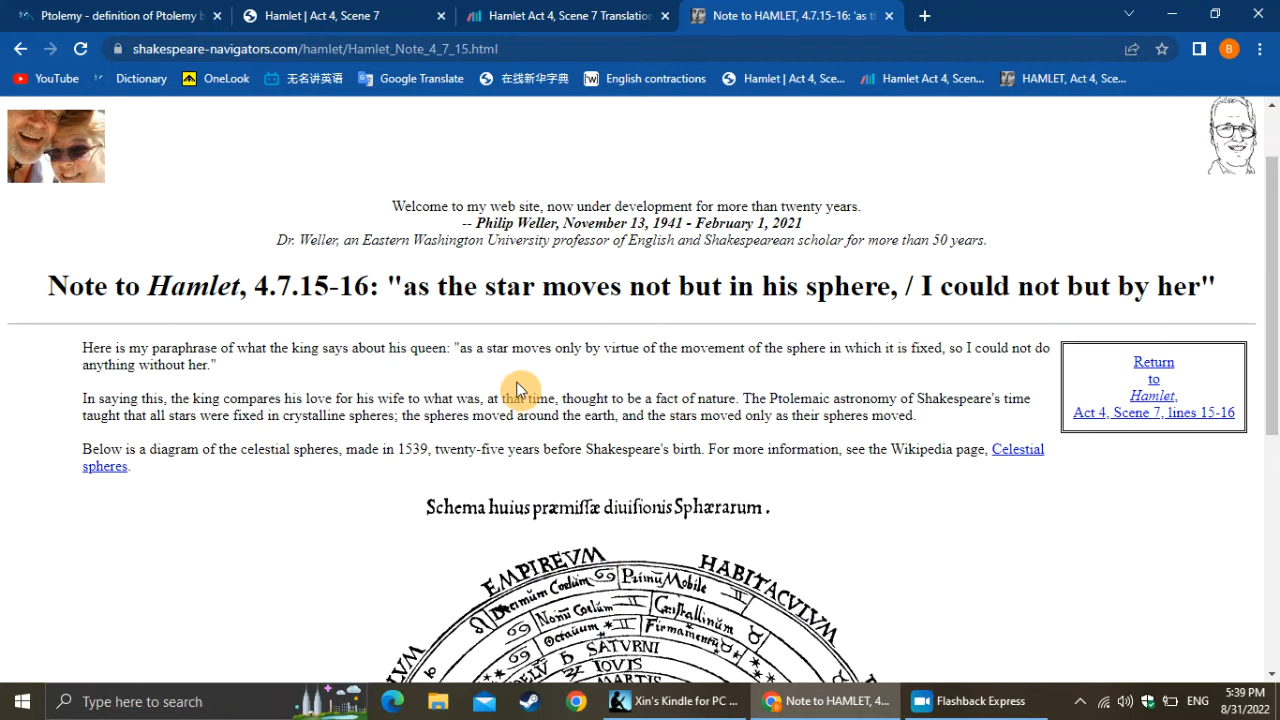 Ptolemy - definition of Ptolemy b
Hamlet | Act 4, Scene 7
Hamlet Act 4, Scene 7 Translation
Note to HAMLET, 4.7.15-16: 'as th
shakespeare-navigators.com/hamlet/Hamlet_Note_4_7_15.html
B
YouTube
Dictionary
OneLook
无名讲英语
Google Translate
在线新华字典
[w] English contractions
Hamlet | Act 4, Sce...
Hamlet Act 4, Scen...
HAMLET, Act 4, Sce...
Welcome to my web site, now under development for more than twenty years.
-- Philip Weller, November 13, 1941 - February 1, 2021
Dr. Weller, an Eastern Washington University professor of English and Shakespearean scholar for more than 50 years.
Note to Hamlet, 4.7.15-16: "as the star moves not but in his sphere, / I could not but by her"
Here is my paraphrase of what the king says about his queen: "as a star moves only by virtue of the movement of the sphere in which it is fixed, so I could not do
anything without her."
In saying this, the king compares his love for his wife to what was, at that time, thought to be a fact of nature. The Ptolemaic astronomy of Shakespeare's time
taught that all stars were fixed in crystalline spheres; the spheres moved around the earth, and the stars moved only as their spheres moved.
Below is a diagram of the celestial spheres, made in 1539, twenty-five years before Shakespeare's birth. For more information, see the Wikipedia page, Celestial
spheres.
Return
to
Hamlet,
Act 4, Scene 7, lines 15-16
Schema huius præmiſſæ diuiſionis Sphærarum.
EMPIREVM
HABITACVLVM
Decimum Coelum
Primũ Mobile
Nonũ Coelum
Criſtallinum
Octauum
Firmamentũ
SATVRNI
IOVIS
MARTIS
Type here to search
Xin's Kindle for PC ...
Note to HAMLET, 4...
Flashback Express
ENG
5:39 PM
8/31/2022